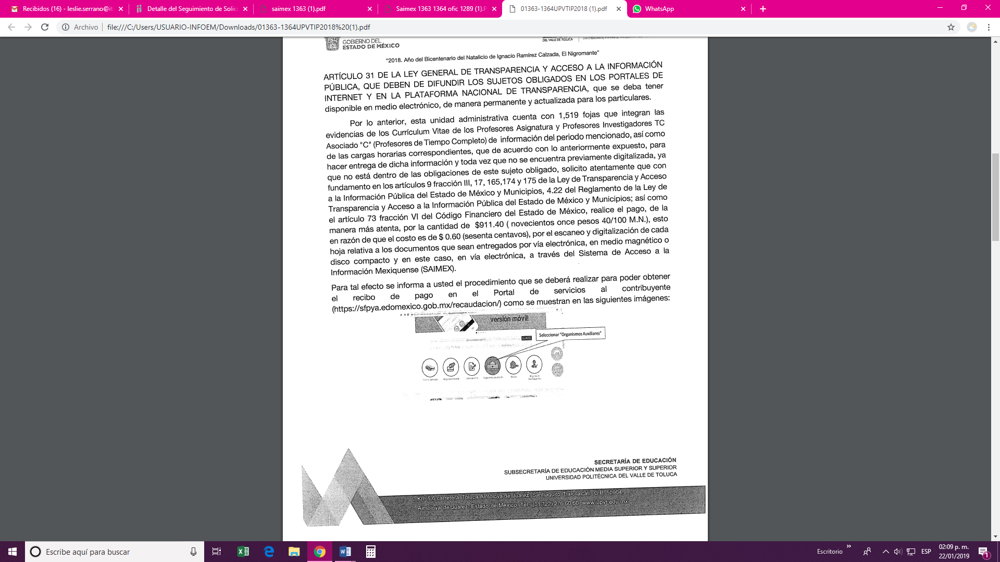 Recibidos (16) - leslie.serrano@it
Detalle del Seguimiento de Solici
saimex 1363 (1).pdf
Saimex 1363 1364 ofic 1289 (1).P
01363-1364UPVTIP2018 (1).pdf
WhatsApp
Archivo
file:///C:/Users/USUARIO-INFOEM/Downloads/01363-1364UPVTIP2018%20(1).pdf
GOBIERNO DEL
ESTADO DE MÉXICO
DEL VALLE DE TOLUCA
"2018. Año del Bicentenario del Natalicio de Ignacio Ramírez Calzada, El Nigromante"
ARTÍCULO 31 DE LA LEY GENERAL DE TRANSPARENCIA Y ACCESO A LA INFORMACIÓN
PÚBLICA, QUE DEBEN DE DIFUNDIR LOS SUJETOS OBLIGADOS EN LOS PORTALES DE
INTERNET Y EN LA PLATAFORMA NACIONAL DE TRANSPARENCIA, que se deba tener
disponible en medio electrónico, de manera permanente y actualizada para los particulares.
Por lo anterior, esta unidad administrativa cuenta con 1,519 fojas que integran las
evidencias de los Currículum Vitae de los Profesores Asignatura y Profesores Investigadores TC
Asociado "C" (Profesores de Tiempo Completo) de información del periodo mencionado, así como
de las cargas horarias correspondientes, que de acuerdo con lo anteriormente expuesto, para
hacer entrega de dicha información y toda vez que no se encuentra previamente digitalizada, ya
que no está dentro de las obligaciones de este sujeto obligado, solicito atentamente que con
fundamento en los artículos 9 fracción III, 17, 165,174 y 175 de la Ley de Transparencia y Acceso
a la Información Pública del Estado de México y Municipios, 4.22 del Reglamento de la Ley de
Transparencia y Acceso a la Información Pública del Estado de México y Municipios; así como
el artículo 73 fracción VI del Código Financiero del Estado de México, realice el pago, de la
manera más atenta, por la cantidad de $911.40 ( novecientos once pesos 40/100 M.N.), esto
en razón de que el costo es de $ 0.60 (sesenta centavos), por el escaneo y digitalización de cada
hoja relativa a los documentos que sean entregados por vía electrónica, en medio magnético o
disco compacto y en este caso, en vía electrónica, a través del Sistema de Acceso a la
Información Mexiquense (SAIMEX).
Para tal efecto se informa a usted el procedimiento que se deberá realizar para poder obtener
el recibo de pago en el Portal de servicios al contribuyente
(https://sfpya.edomexico.gob.mx/recaudacion/) como se muestran en las siguientes imágenes:
versión móvil!
Seleccionar "Organismos Auxiliares"
SECRETARÍA DE EDUCACIÓN
SUBSECRETARÍA DE EDUCACIÓN MEDIA SUPERIOR Y SUPERIOR
UNIVERSIDAD POLITÉCNICA DEL VALLE DE TOLUCA
Km 5.6 carretera Toluca-Almoloya de Juárez, Santiaguito Tlalcilalcali, C.P. 50904,
Almoloya de Juárez, Estado de México Tel.: (01722) 276 60 60 www.upvt.edu.mx
Escribe aquí para buscar
Escritorio
ESP
02:09 p. m.
22/01/2019
1